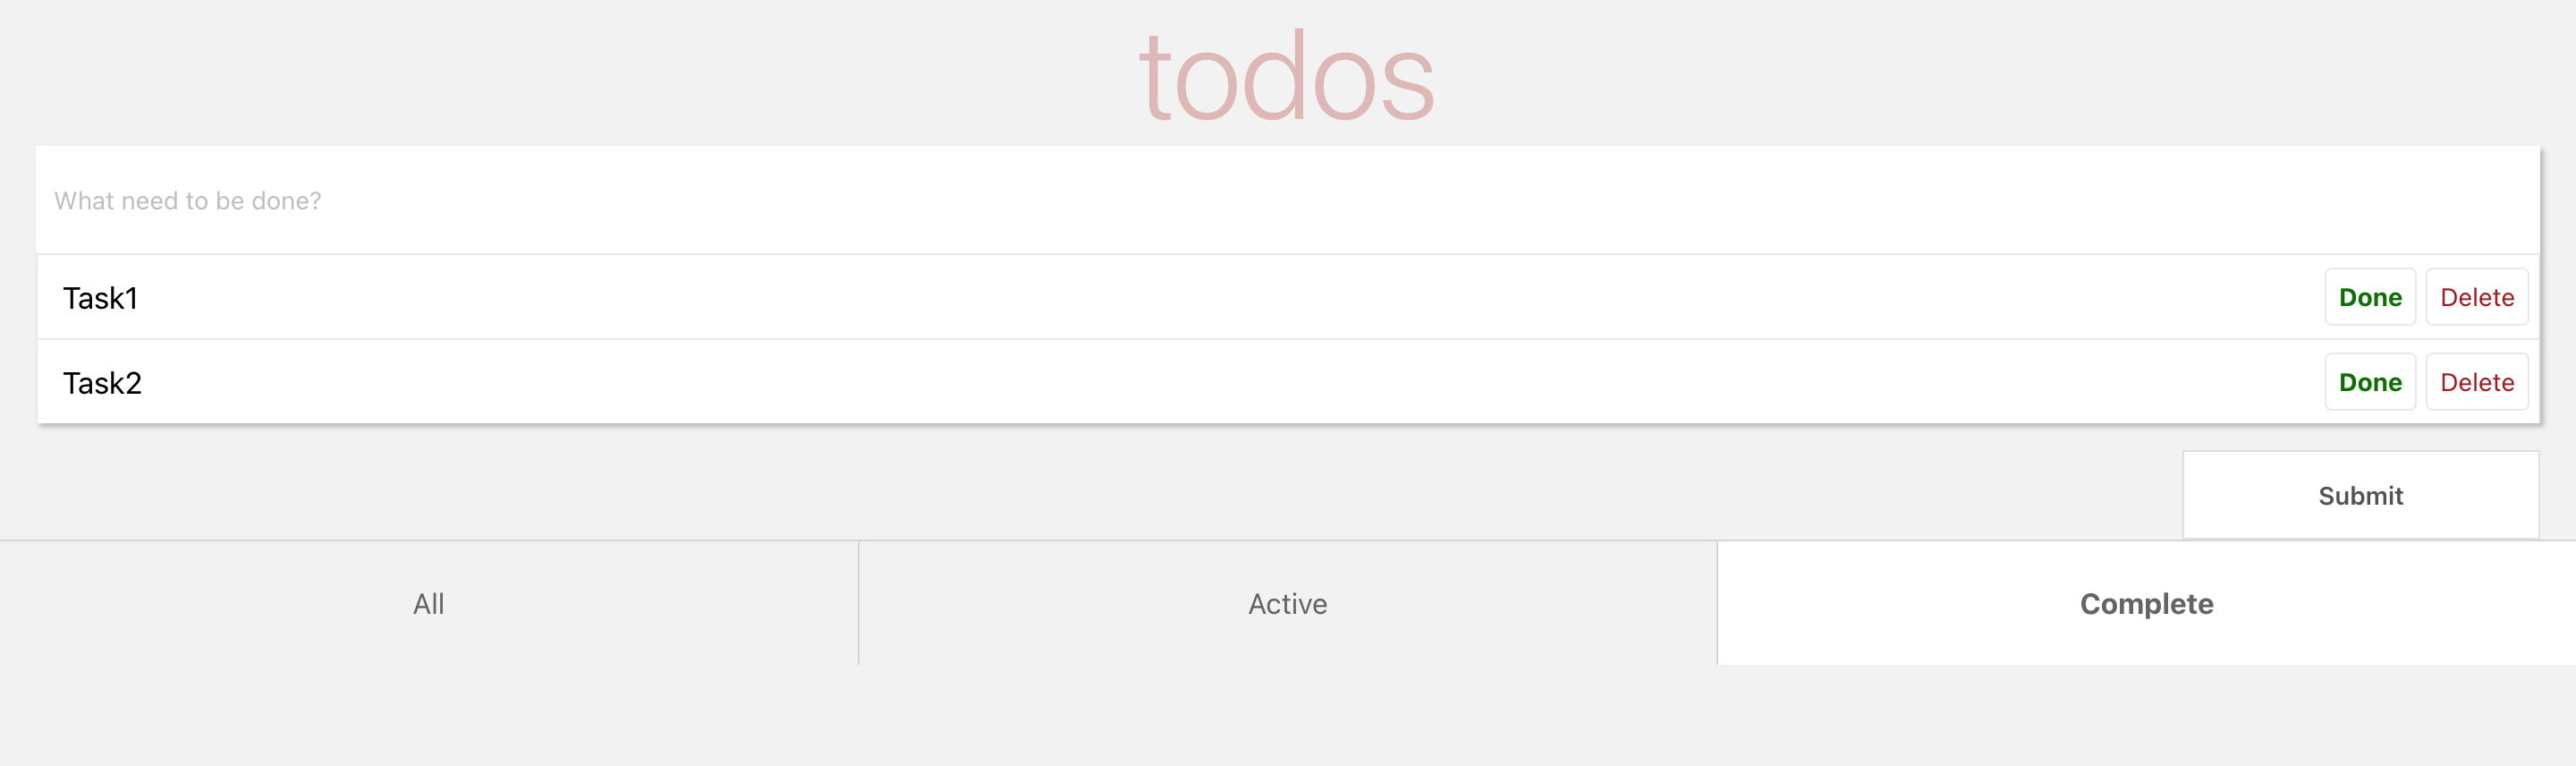 todos
What need to be done?
Task1 Done Delete
Task2 Done Delete
Submit
All Active Complete